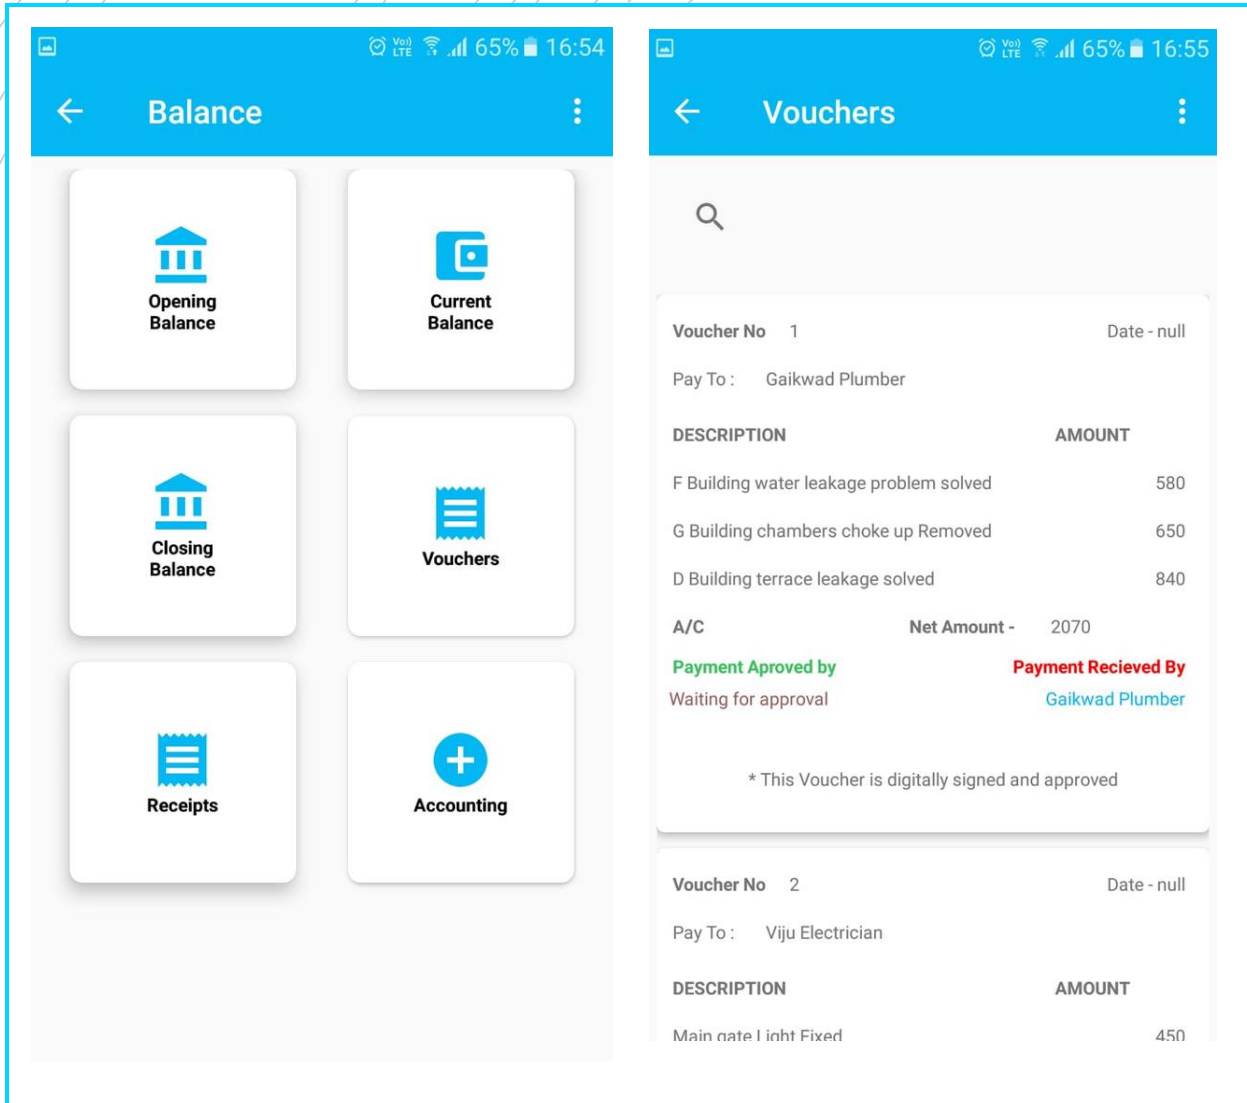 Vo)) LTE 65% 16:54
Balance
Opening
Balance
Current
Balance
Closing
Balance
Vouchers
Receipts
Accounting
Vo)) LTE 65% 16:55
Vouchers
Voucher No 1 Date - null
Pay To : Gaikwad Plumber
DESCRIPTION AMOUNT
F Building water leakage problem solved 580
G Building chambers choke up Removed 650
D Building terrace leakage solved 840
A/C Net Amount - 2070
Payment Aproved by Payment Recieved By
Waiting for approval Gaikwad Plumber
* This Voucher is digitally signed and approved
Voucher No 2 Date - null
Pay To : Viju Electrician
DESCRIPTION AMOUNT
Main gate Light Fixed 450